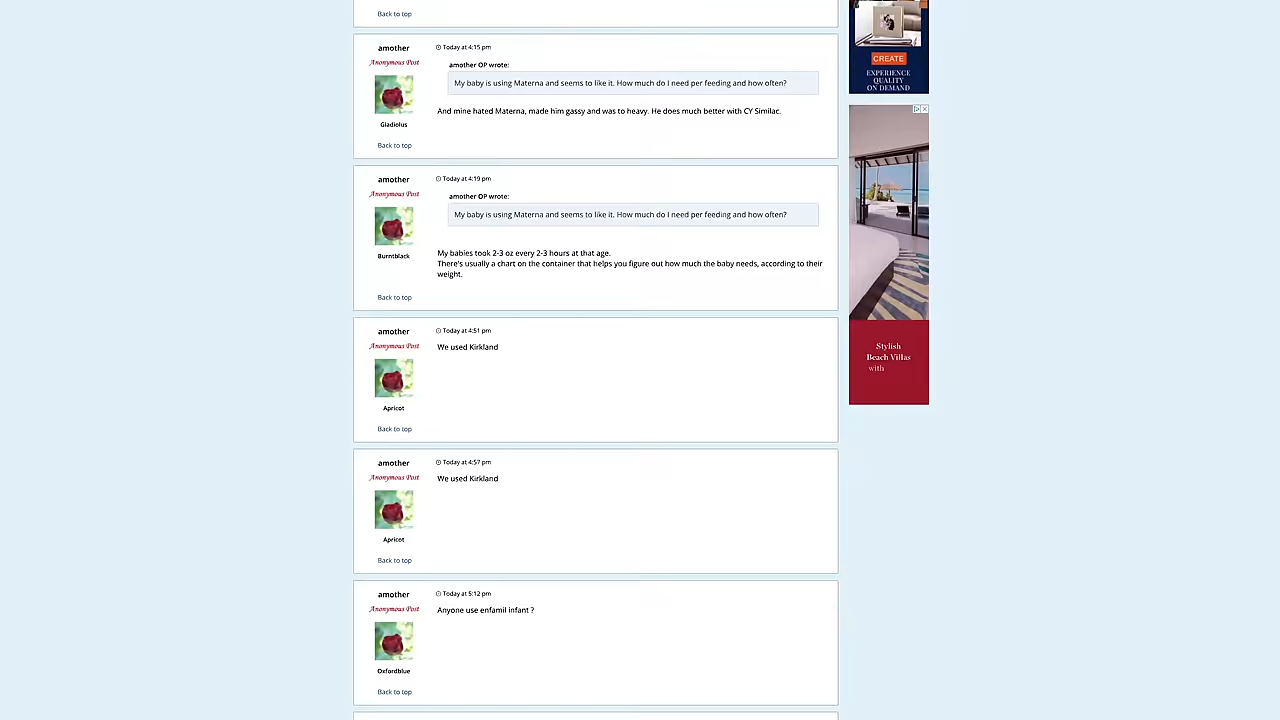 Back to top
amother
Anonymous Post
Gladiolus
Back to top
Today at 4:15 pm
amother OP wrote:
My baby is using Materna and seems to like it. How much do I need per feeding and how often?
And mine hated Materna, made him gassy and was to heavy. He does much better with CY Similac.
amother
Anonymous Post
Burntblack
Back to top
Today at 4:19 pm
amother OP wrote:
My baby is using Materna and seems to like it. How much do I need per feeding and how often?
My babies took 2-3 oz every 2-3 hours at that age.
There's usually a chart on the container that helps you figure out how much the baby needs, according to their
weight.
amother
Anonymous Post
Apricot
Back to top
Today at 4:51 pm
We used Kirkland
amother
Anonymous Post
Apricot
Back to top
Today at 4:57 pm
We used Kirkland
amother
Anonymous Post
Oxfordblue
Back to top
Today at 5:12 pm
Anyone use enfamil infant ?
CREATE
EXPERIENCE
QUALITY
ON DEMAND
Stylish
Beach Villas
with